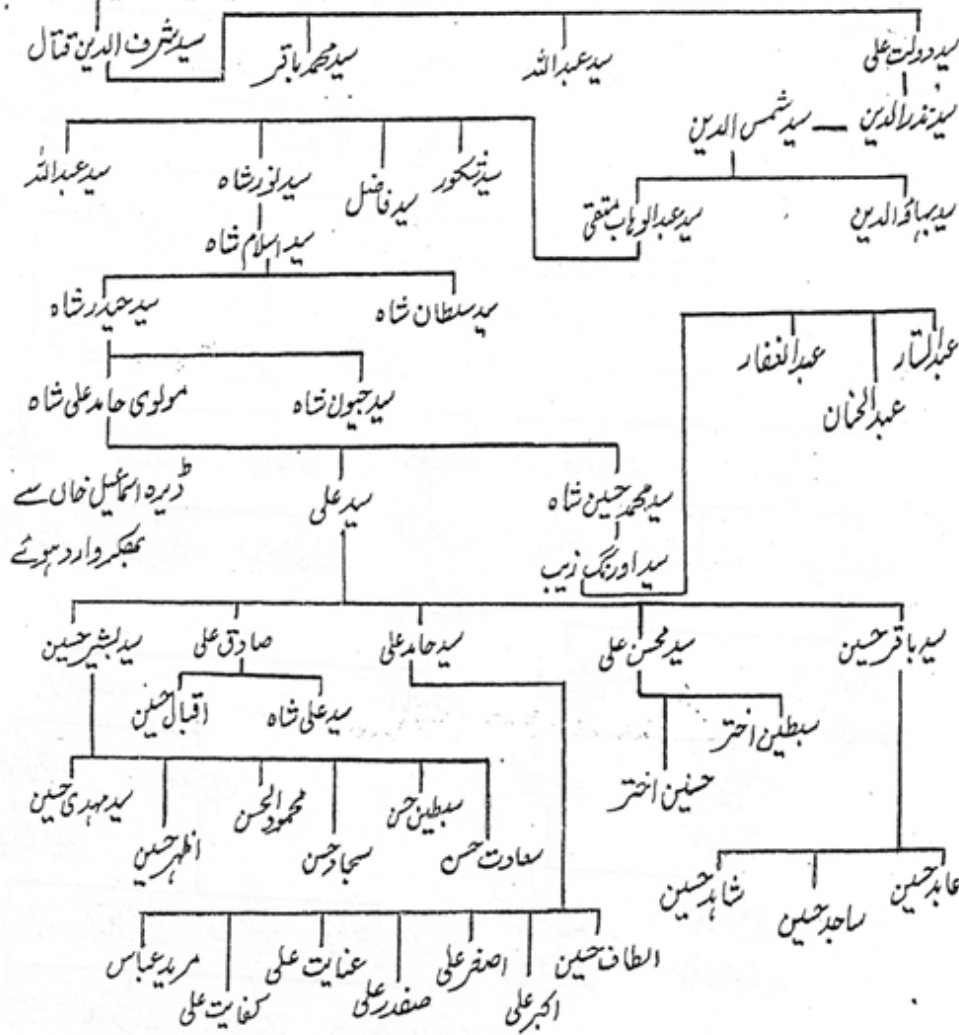 سید دولت علی سید عبداللہ سید محمد باقر سید شرف الدین قتال
سید نذر الدین سید شمس الدین
سید بہاؤ الدین سید عبدالوہاب متقی
سید فاضل سید نور شاہ سید عبداللہ
سید اسلام شاہ
سید سلطان شاہ سید حیدر شاہ
عبدالستار عبدالغفار
عبدالحنان
سید جیون شاہ مولوی حامد علی شاہ
سید محمد حسین شاہ سید علی ڈیرہ اسماعیل خاں سے
سید اورنگ زیب بھکر وارد ہوئے
سید باقر حسین سید محسن علی سید حامد علی صادق علی سید بشیر حسین
سبطین اختر سید علی شاہ اقبال حسین
حسنین اختر
سبطین حسن محمود الحسن سید مہدی حسین
سعادت حسن سجاد حسن اظہر حسین
عابد حسین ساجد حسین شاہد حسین
الطاف حسین اصغر علی عنایت علی مرید عباس
اکبر علی صفدر علی کفایت علی